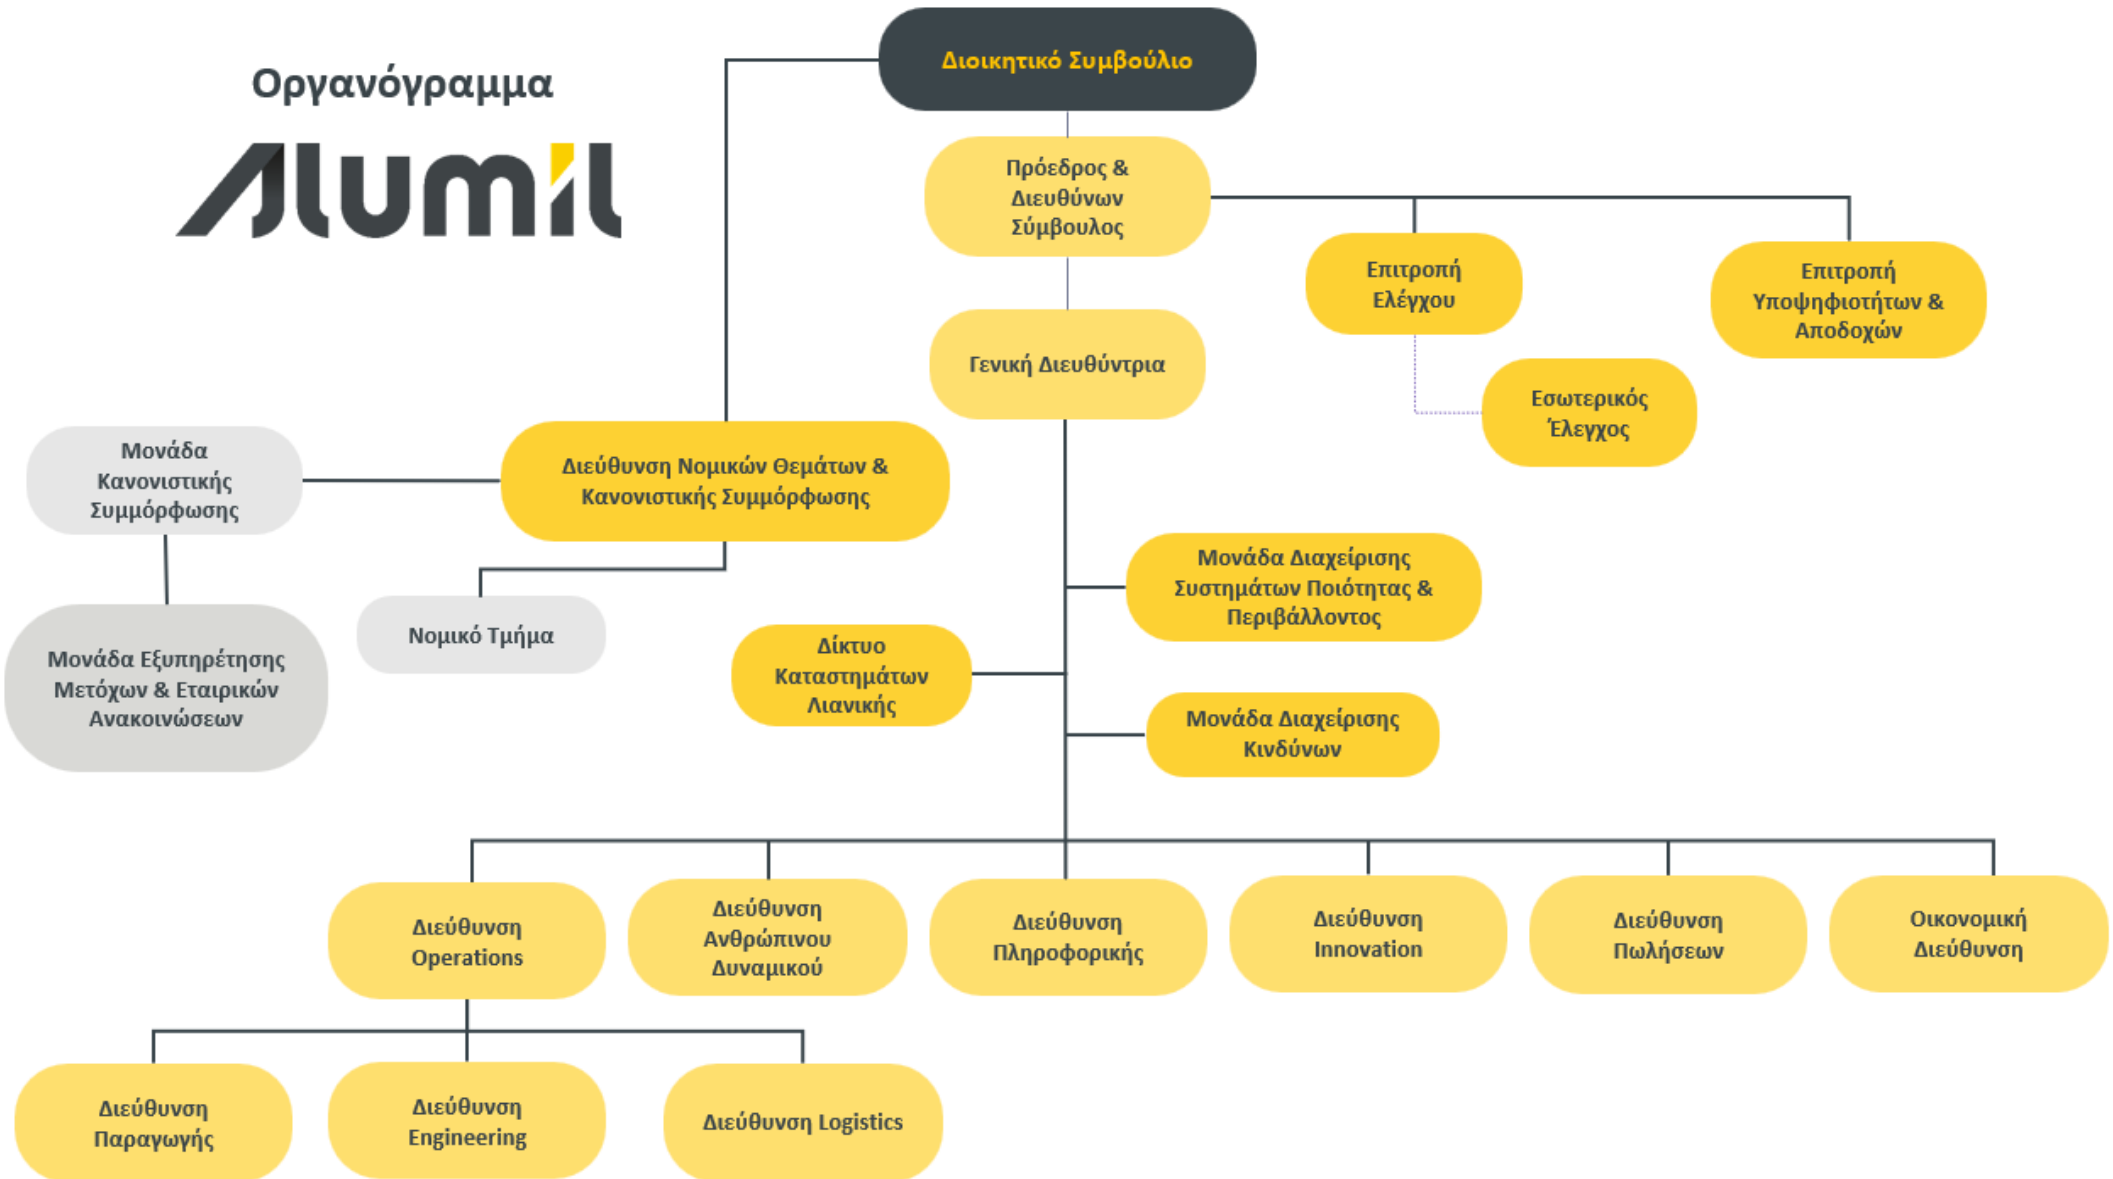 Οργανόγραμμα
Alumil
Διοικητικό Συμβούλιο
Πρόεδρος &
Διευθύνων
Σύμβουλος
Επιτροπή
Ελέγχου
Επιτροπή
Υποψηφιοτήτων &
Αποδοχών
Γενική Διευθύντρια
Εσωτερικός
Έλεγχος
Μονάδα
Κανονιστικής
Συμμόρφωσης
Διεύθυνση Νομικών Θεμάτων &
Κανονιστικής Συμμόρφωσης
Μονάδα Διαχείρισης
Συστημάτων Ποιότητας &
Περιβάλλοντος
Μονάδα Εξυπηρέτησης
Μετόχων & Εταιρικών
Ανακοινώσεων
Νομικό Τμήμα
Δίκτυο
Καταστημάτων
Λιανικής
Μονάδα Διαχείρισης
Κινδύνων
Διεύθυνση
Operations
Διεύθυνση
Ανθρώπινου
Δυναμικού
Διεύθυνση
Πληροφορικής
Διεύθυνση
Innovation
Διεύθυνση
Πωλήσεων
Οικονομική
Διεύθυνση
Διεύθυνση
Παραγωγής
Διεύθυνση
Engineering
Διεύθυνση Logistics